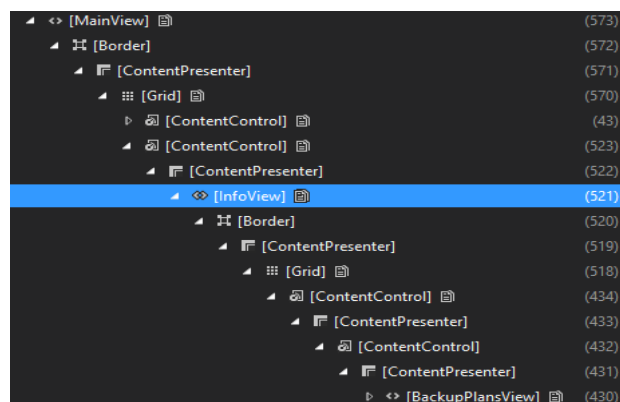 [MainView] (573)
[Border] (572)
[ContentPresenter] (571)
[Grid] (570)
[ContentControl] (43)
[ContentControl] (523)
[ContentPresenter] (522)
[InfoView] (521)
[Border] (520)
[ContentPresenter] (519)
[Grid] (518)
[ContentControl] (434)
[ContentPresenter] (433)
[ContentControl] (432)
[ContentPresenter] (431)
[BackupPlansView] (430)